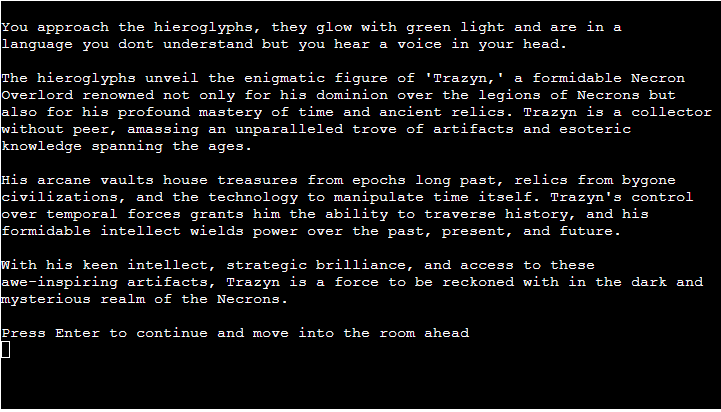 You approach the hieroglyphs, they glow with green light and are in a
language you dont understand but you hear a voice in your head.
The hieroglyphs unveil the enigmatic figure of 'Trazyn,' a formidable Necron
Overlord renowned not only for his dominion over the legions of Necrons but
also for his profound mastery of time and ancient relics. Trazyn is a collector
without peer, amassing an unparalleled trove of artifacts and esoteric
knowledge spanning the ages.
His arcane vaults house treasures from epochs long past, relics from bygone
civilizations, and the technology to manipulate time itself. Trazyn's control
over temporal forces grants him the ability to traverse history, and his
formidable intellect wields power over the past, present, and future.
With his keen intellect, strategic brilliance, and access to these
awe-inspiring artifacts, Trazyn is a force to be reckoned with in the dark and
mysterious realm of the Necrons.
Press Enter to continue and move into the room ahead